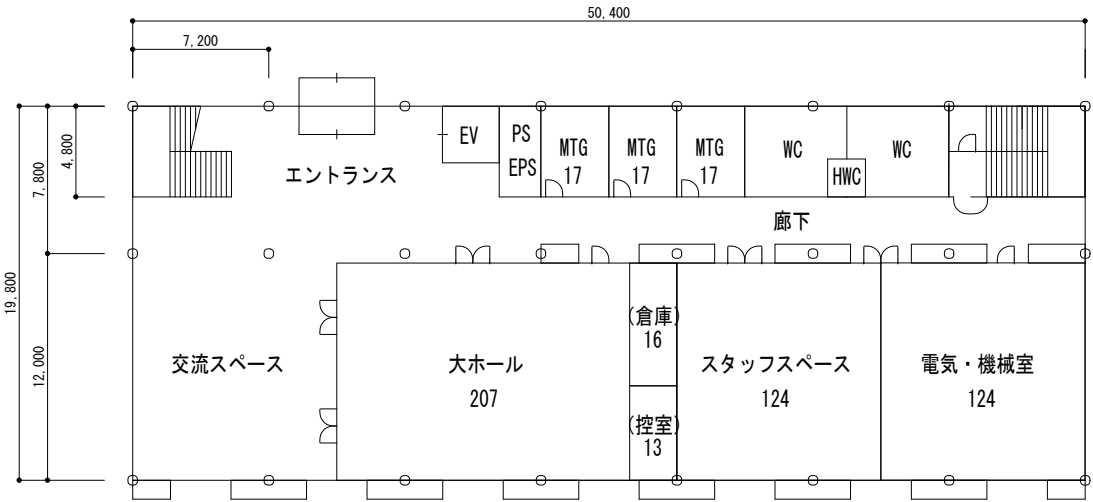 50,400
7,200
19,800
7,800
4,800
12,000
EV
PS
EPS
MTG
17
MTG
17
MTG
17
WC
WC
HWC
エントランス
廊下
交流スペース
大ホール
207
(倉庫)
16
(控室)
13
スタッフスペース
124
電気・機械室
124